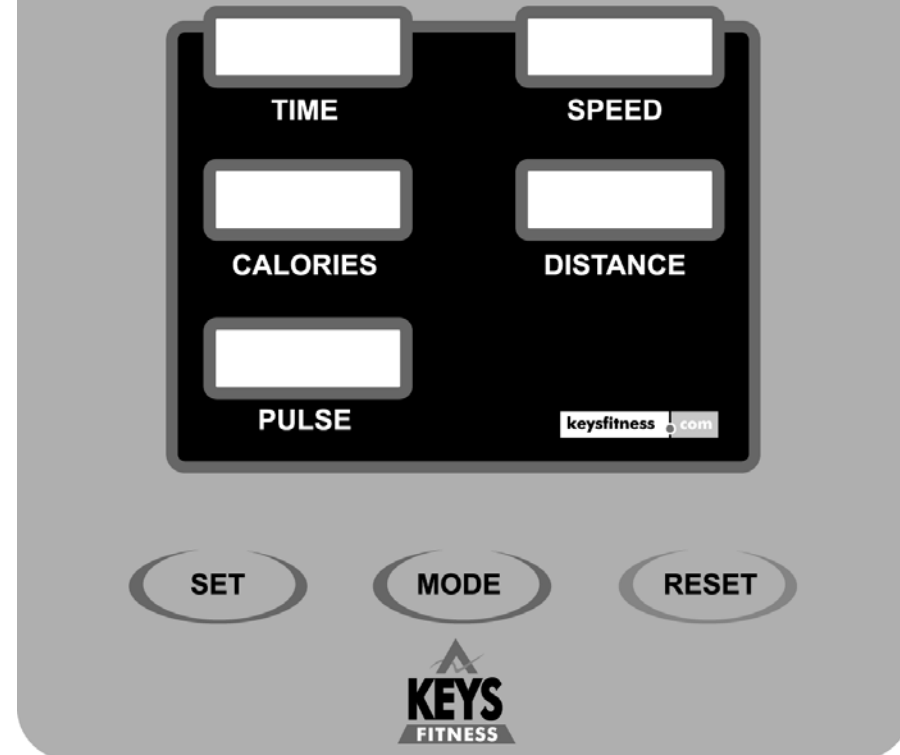 TIME SPEED
CALORIES DISTANCE
PULSE
keysfitness.com
SET MODE RESET
KEYS
FITNESS